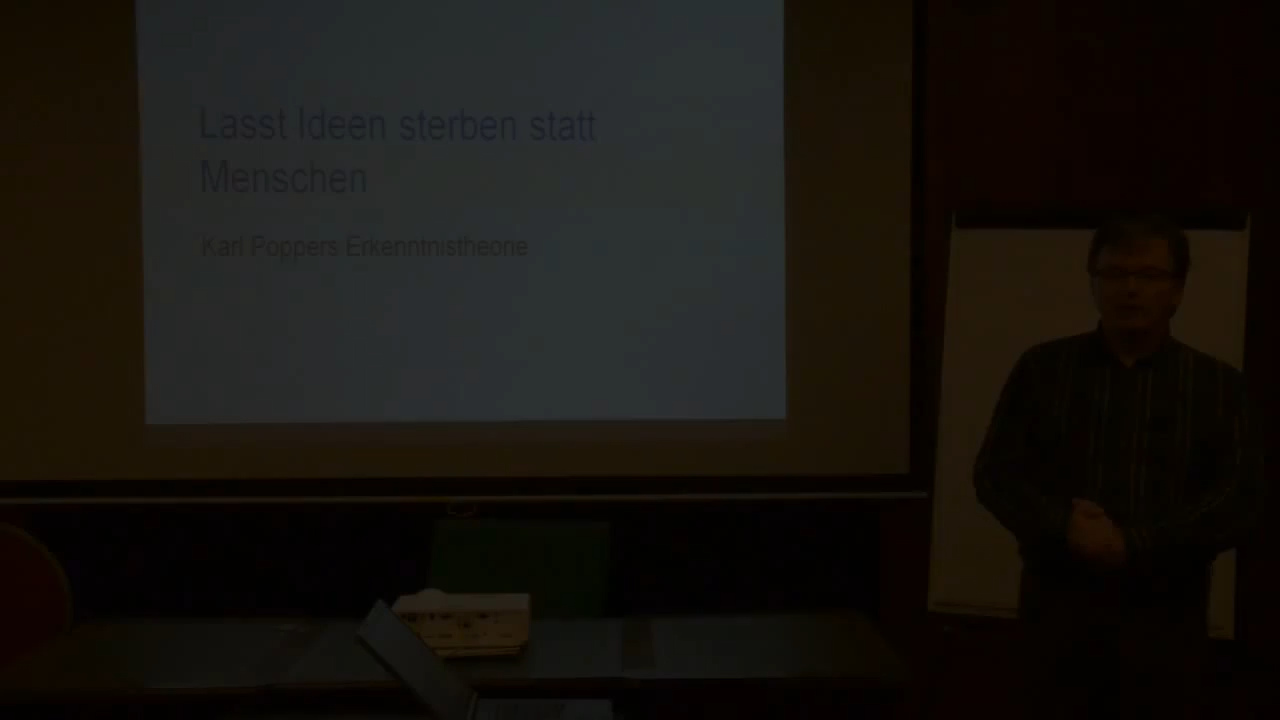 Lasst Ideen sterben statt
Menschen
Karl Poppers Erkenntnistheorie